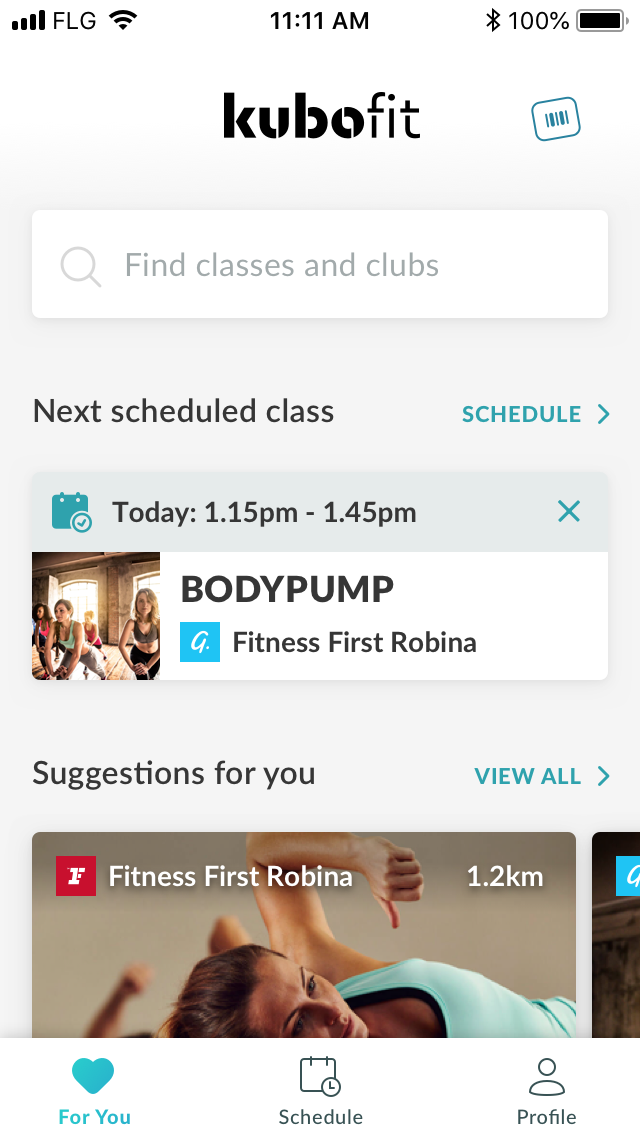 FLG 11:11 AM 100%
kubofit
Find classes and clubs
Next scheduled class SCHEDULE
Today: 1.15pm - 1.45pm
BODYPUMP
G. Fitness First Robina
Suggestions for you VIEW ALL
F Fitness First Robina 1.2km
G
For You Schedule Profile